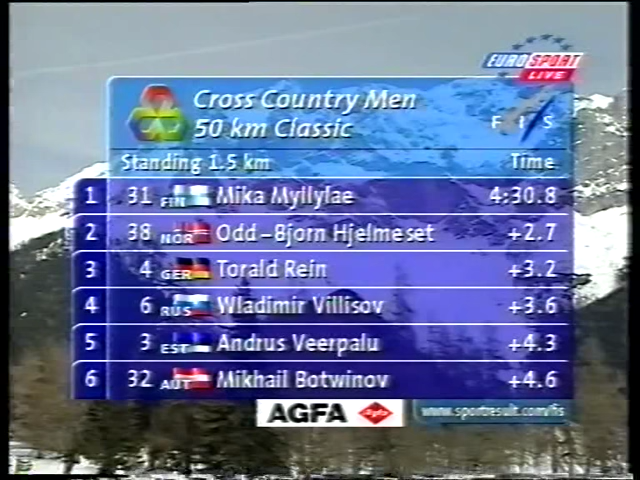 EUROSPORT
LIVE
Cross Country Men
50 km Classic
F I S
Standing 1.5 km Time
1 31 FIN Mika Myllylae 4:30.8
2 38 NOR Odd-Bjorn Hjelmeset +2.7
3 4 GER Torald Rein +3.2
4 6 RUS Wladimir Villisov +3.6
5 3 EST Andrus Veerpalu +4.3
6 32 AUT Mikhail Botwinov +4.6
AGFA Agfa www.sportresult.com/fis